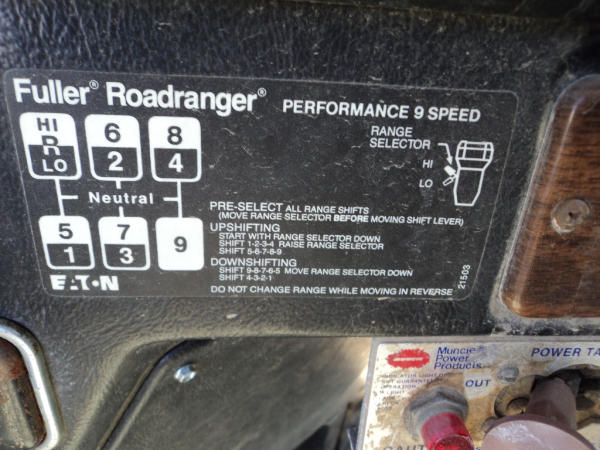 Fuller® Roadranger®
PERFORMANCE 9 SPEED
HI
R
LO
6
2
8
4
Neutral
5
1
7
3
9
EATON
RANGE
SELECTOR
HI
LO
PRE-SELECT ALL RANGE SHIFTS
(MOVE RANGE SELECTOR BEFORE MOVING SHIFT LEVER)
UPSHIFTING
START WITH RANGE SELECTOR DOWN
SHIFT 1-2-3-4 RAISE RANGE SELECTOR
SHIFT 5-6-7-8-9
DOWNSHIFTING
SHIFT 9-8-7-6-5 MOVE RANGE SELECTOR DOWN
SHIFT 4-3-2-1
DO NOT CHANGE RANGE WHILE MOVING IN REVERSE
21503
Muncie®
Power
Products
POWER TA
OUT